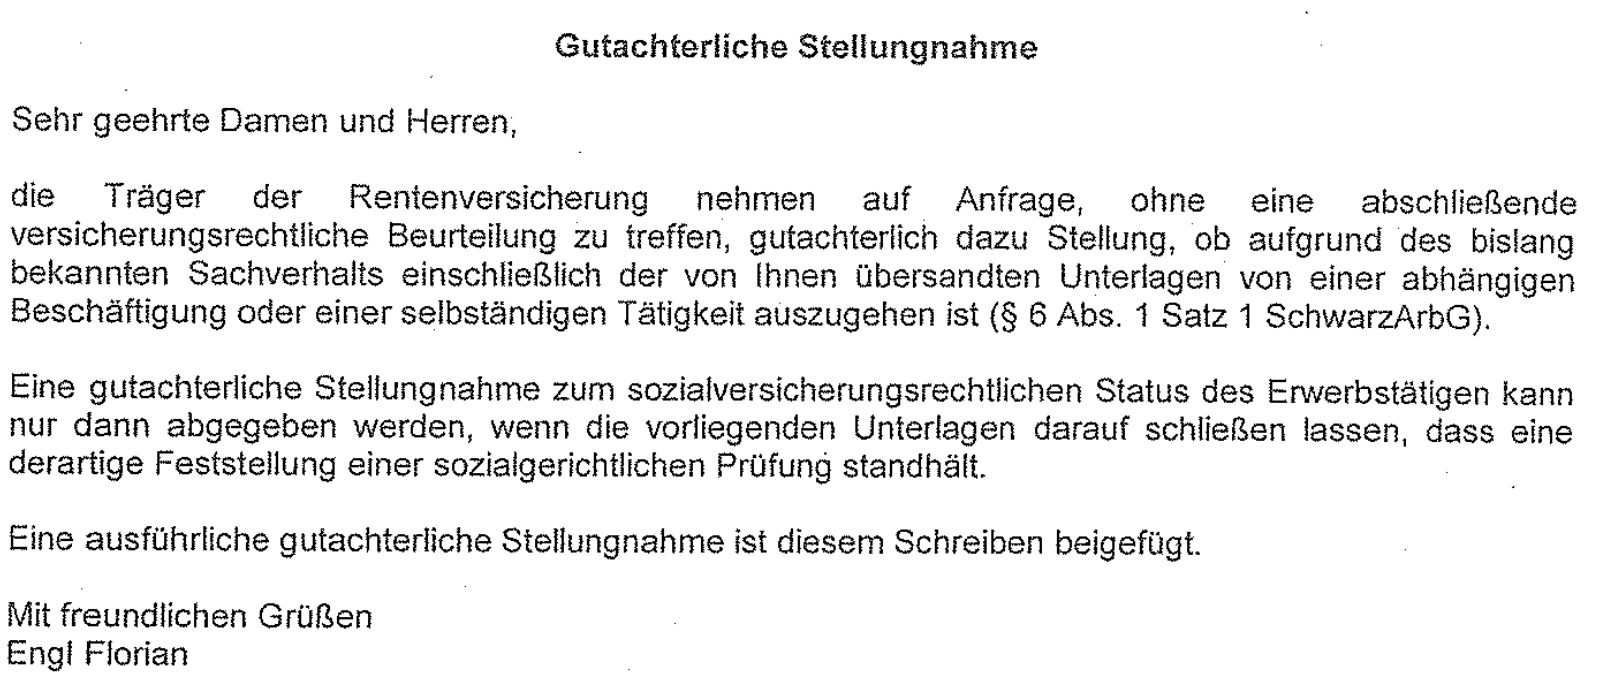 Gutachterliche Stellungnahme
Sehr geehrte Damen und Herren,
die Träger der Rentenversicherung nehmen auf Anfrage, ohne eine abschließende
versicherungsrechtliche Beurteilung zu treffen, gutachterlich dazu Stellung, ob aufgrund des bislang
bekannten Sachverhalts einschließlich der von Ihnen übersandten Unterlagen von einer abhängigen
Beschäftigung oder einer selbständigen Tätigkeit auszugehen ist (§ 6 Abs. 1 Satz 1 SchwarzArbG).
Eine gutachterliche Stellungnahme zum sozialversicherungsrechtlichen Status des Erwerbstätigen kann
nur dann abgegeben werden, wenn die vorliegenden Unterlagen darauf schließen lassen, dass eine
derartige Feststellung einer sozialgerichtlichen Prüfung standhält.
Eine ausführliche gutachterliche Stellungnahme ist diesem Schreiben beigefügt.
Mit freundlichen Grüßen
Engl Florian